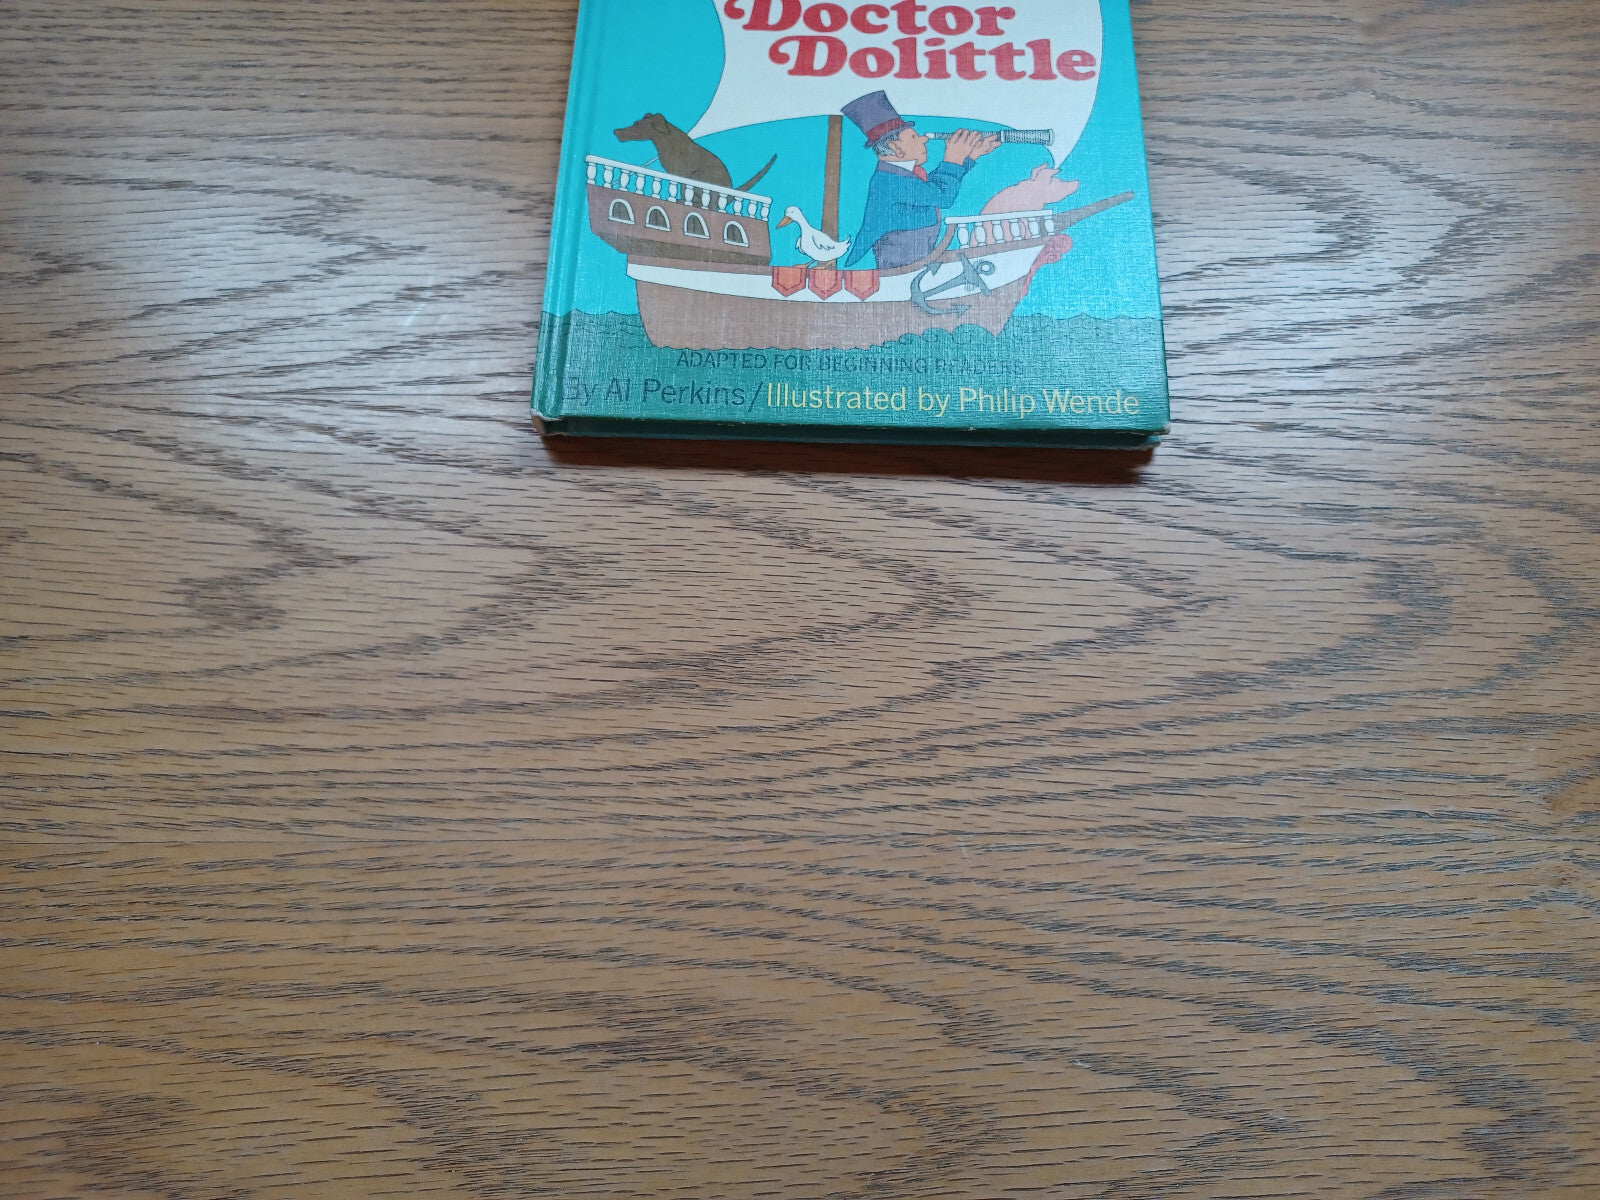 Doctor
Dolittle
ADAPTED FOR BEGINNING READERS
By Al Perkins/Illustrated by Philip Wende